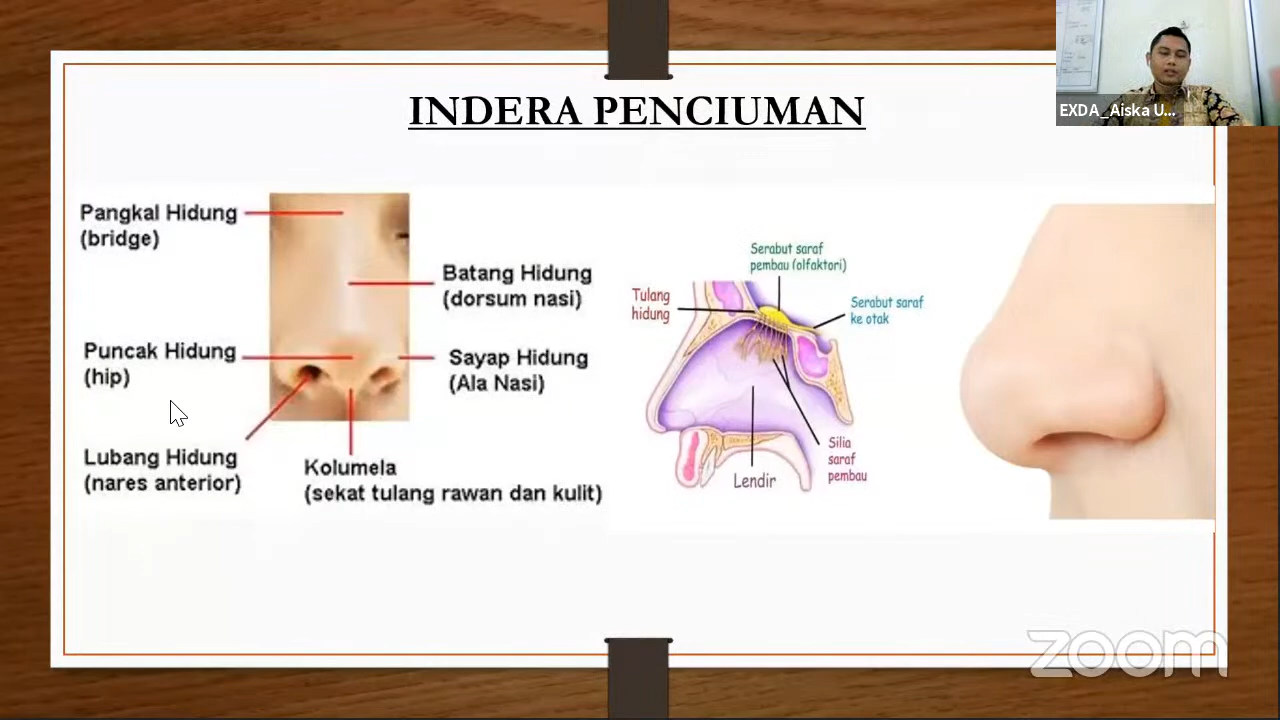 INDERA PENCIUMAN
EXDA_Aiska U...
Pangkal Hidung
(bridge)
Batang Hidung
(dorsum nasi)
Puncak Hidung
(hip)
Sayap Hidung
(Ala Nasi)
Lubang Hidung
(nares anterior)
Kolumela
(sekat tulang rawan dan kulit)
Serabut saraf
pembau (olfaktori)
Tulang
hidung
Serabut saraf
ke otak
Silia
saraf
pembau
Lendir
zoom